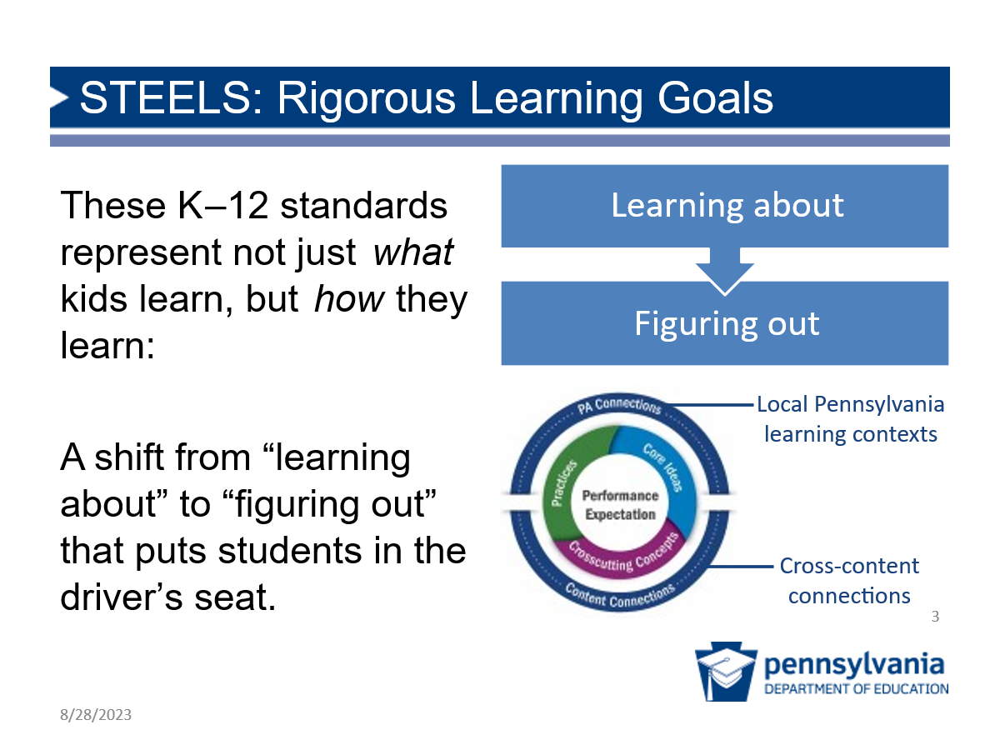 STEELS: Rigorous Learning Goals
These K–12 standards
represent not just what
kids learn, but how they
learn:
A shift from “learning
about” to “figuring out”
that puts students in the
driver’s seat.
Learning about
Figuring out
PA Connections
Practices
Core Ideas
Performance
Expectation
Crosscutting Concepts
Content Connections
Local Pennsylvania
learning contexts
Cross-content
connections
3
pennsylvania
DEPARTMENT OF EDUCATION
8/28/2023